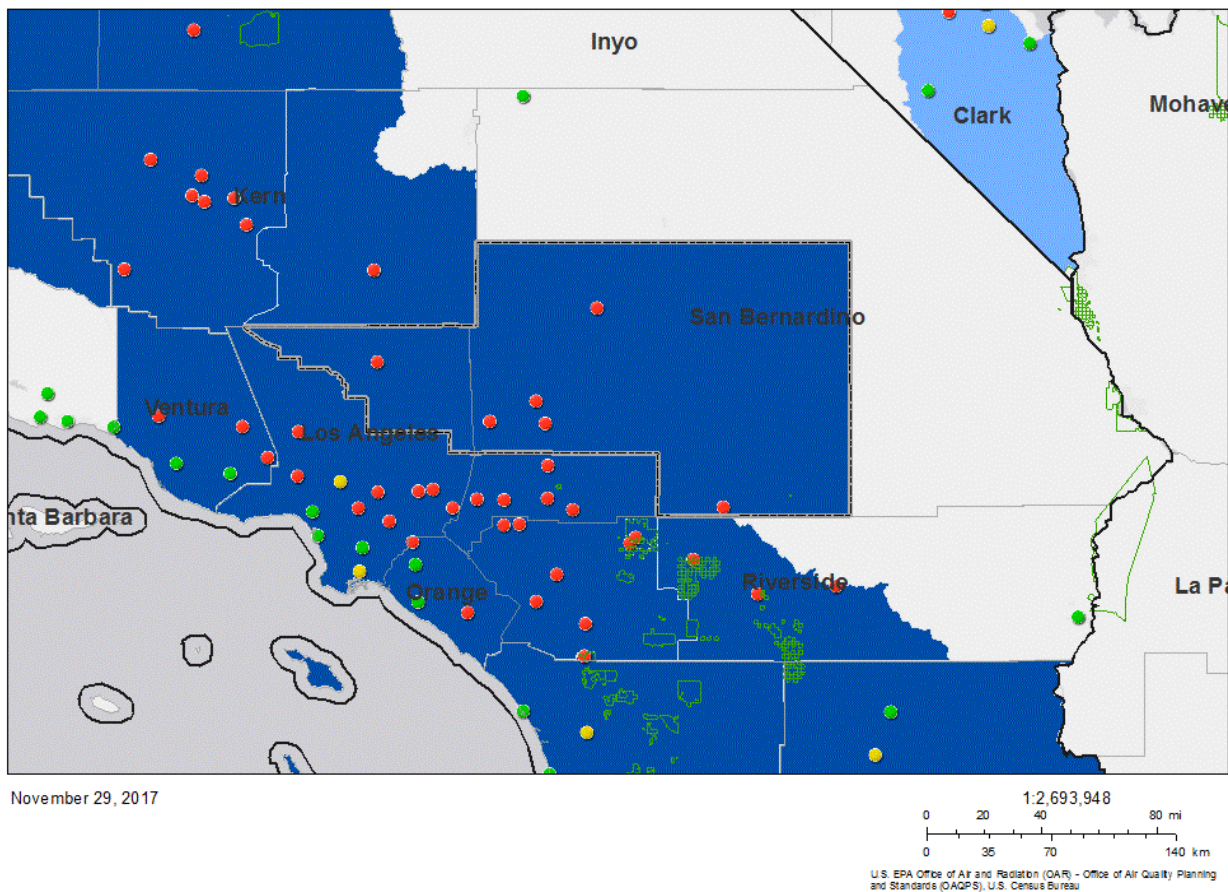 Inyo
Clark
Mohave
Kern
San Bernardino
Ventura
Los Angeles
nta Barbara
Orange
Riverside
La Pa
November 29, 2017
1:2,693,948
0 20 40 80 mi
0 35 70 140 km
U.S. EPA Office of Air and Radiation (OAR) - Office of Air Quality Planning
and Standards (OAQPS), U.S. Census Bureau